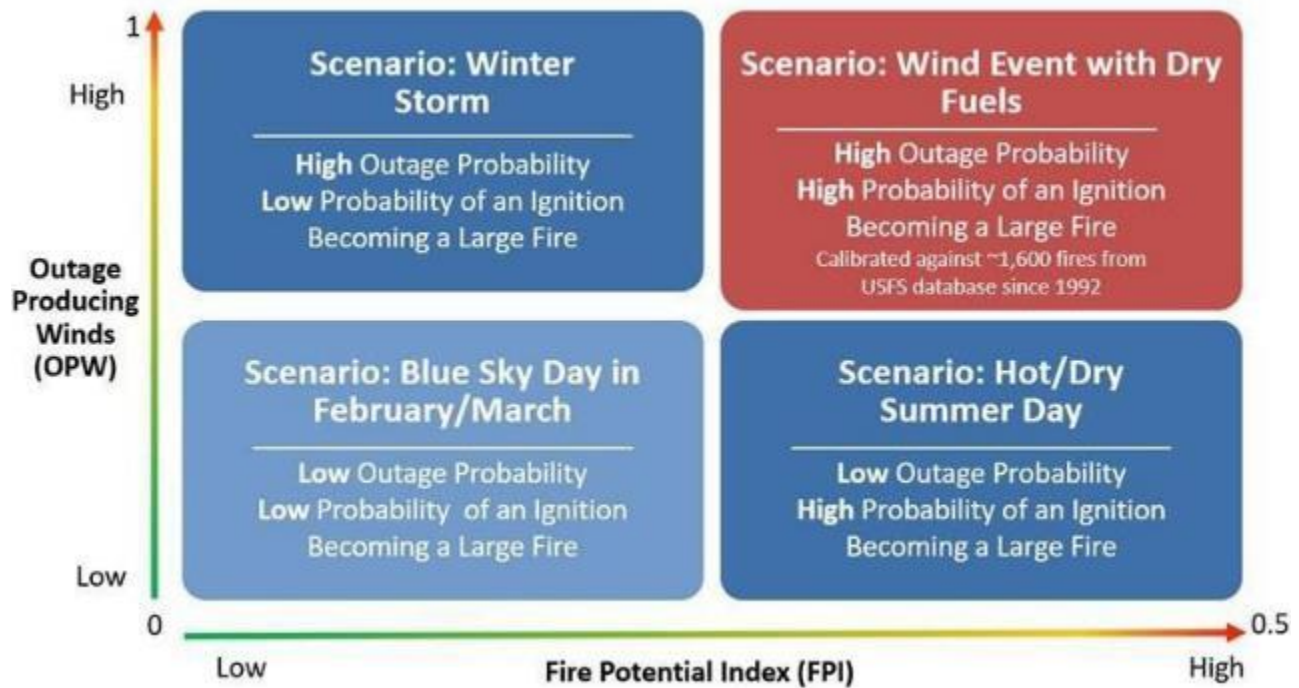 1
High
Outage
Producing
Winds
(OPW)
Low
0
Scenario: Winter
Storm
High Outage Probability
Low Probability of an Ignition
Becoming a Large Fire
Scenario: Wind Event with Dry
Fuels
High Outage Probability
High Probability of an Ignition
Becoming a Large Fire
Calibrated against ~1,600 fires from
USFS database since 1992
Scenario: Blue Sky Day in
February/March
Low Outage Probability
Low Probability of an Ignition
Becoming a Large Fire
Scenario: Hot/Dry
Summer Day
Low Outage Probability
High Probability of an Ignition
Becoming a Large Fire
0.5
Low
Fire Potential Index (FPI)
High